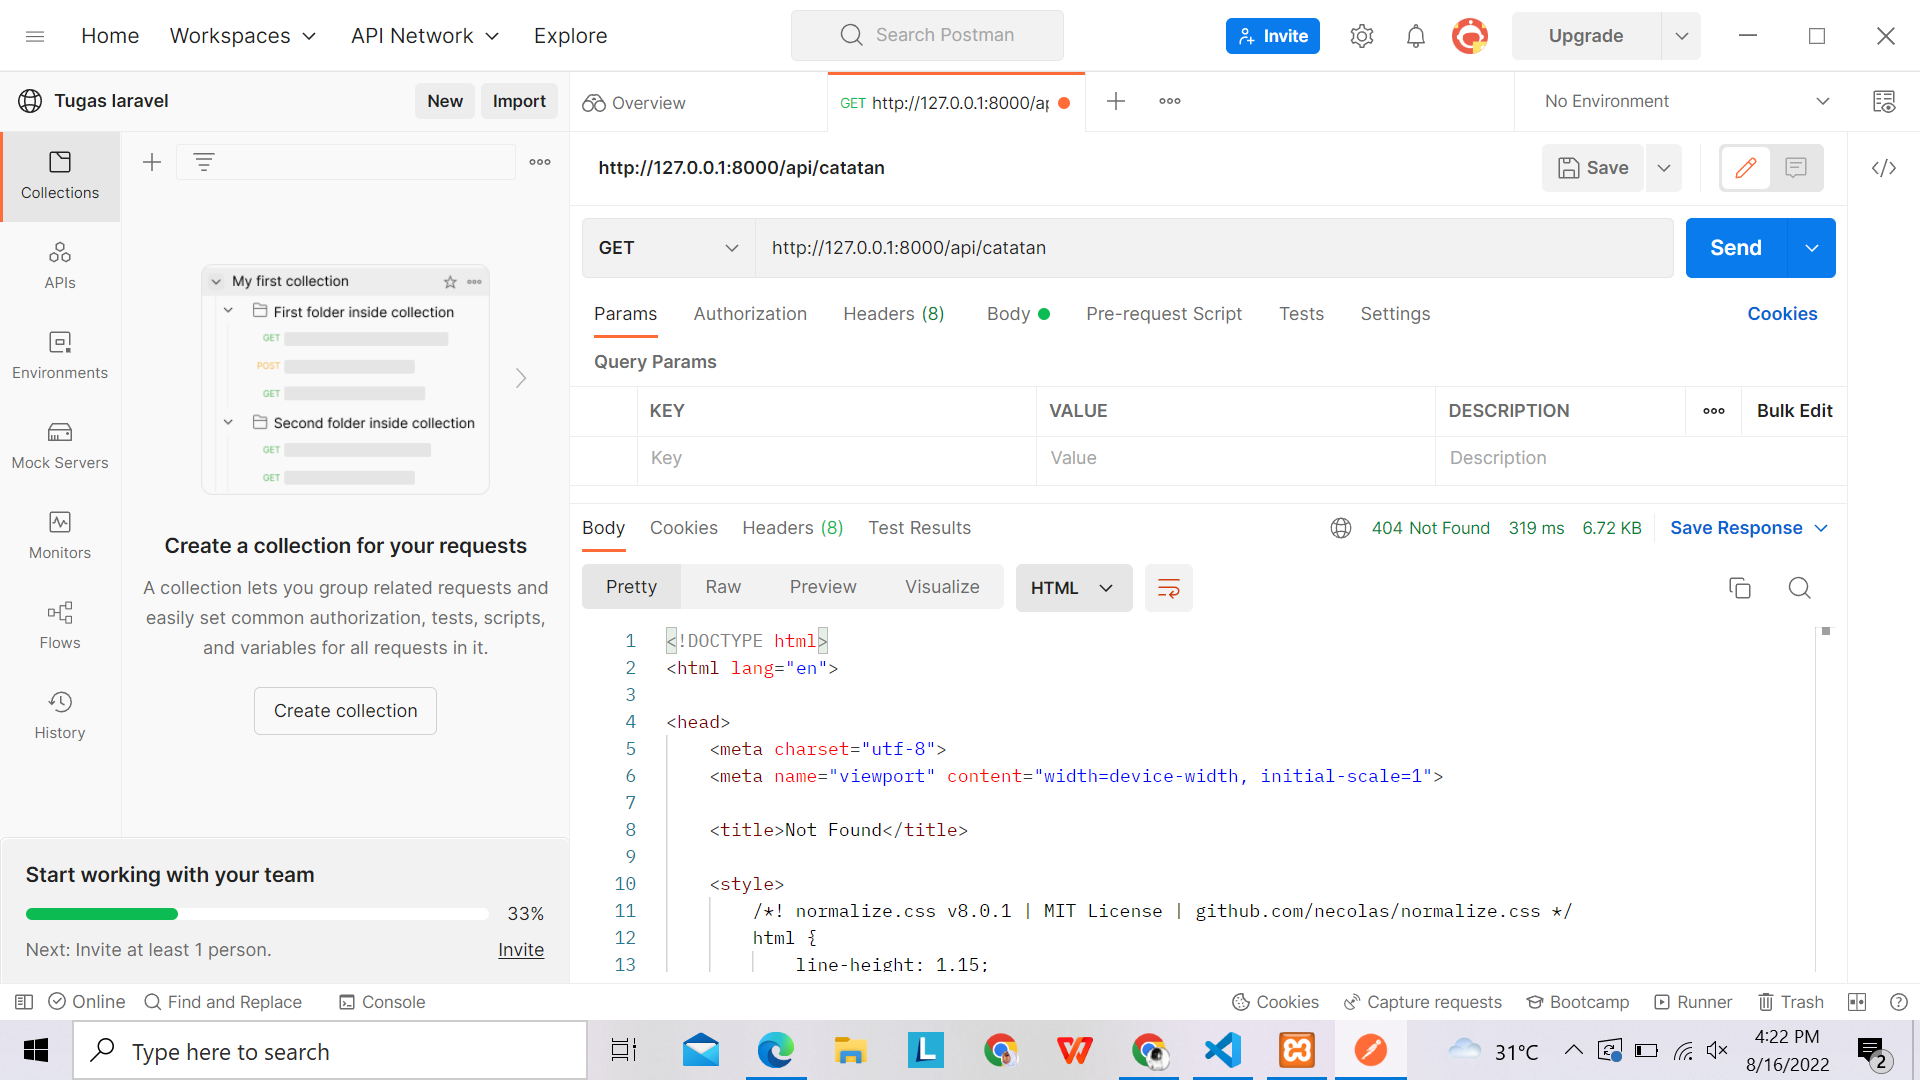 Home
Workspaces
API Network
Explore
Search Postman
Invite
Upgrade
Tugas laravel
New
Import
Overview
GET http://127.0.0.1:8000/ap
No Environment
Collections
APIs
Environments
Mock Servers
Monitors
Flows
History
My first collection
First folder inside collection
GET
POST
GET
Second folder inside collection
GET
GET
Create a collection for your requests
A collection lets you group related requests and
easily set common authorization, tests, scripts,
and variables for all requests in it.
Create collection
Start working with your team
33%
Next: Invite at least 1 person.
Invite
http://127.0.0.1:8000/api/catatan
Save
GET
http://127.0.0.1:8000/api/catatan
Send
Params
Authorization
Headers (8)
Body
Pre-request Script
Tests
Settings
Cookies
Query Params
KEY
VALUE
DESCRIPTION
Bulk Edit
Key
Value
Description
Body
Cookies
Headers (8)
Test Results
404 Not Found
319 ms
6.72 KB
Save Response
Pretty
Raw
Preview
Visualize
HTML
1 <!DOCTYPE html>
2 <html lang="en">
3
4 <head>
5 <meta charset="utf-8">
6 <meta name="viewport" content="width=device-width, initial-scale=1">
7
8 <title>Not Found</title>
9
10 <style>
11 /*! normalize.css v8.0.1 | MIT License | github.com/necolas/normalize.css */
12 html {
13 line-height: 1.15;
Online
Find and Replace
Console
Cookies
Capture requests
Bootcamp
Runner
Trash
Type here to search
L
31°C
4:22 PM
8/16/2022
2